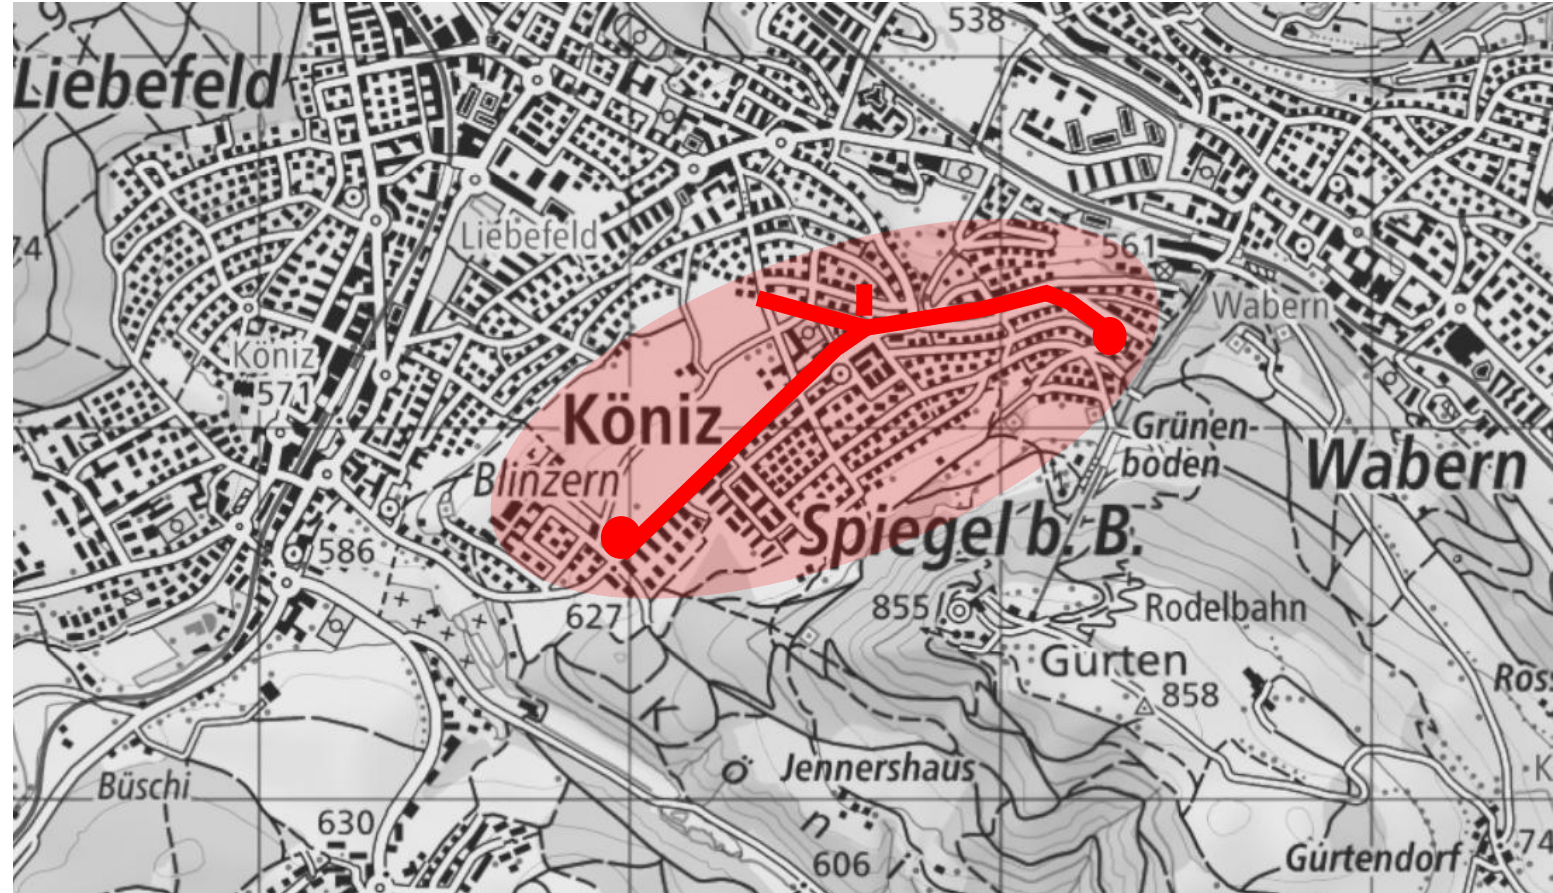 538
Liebefeld
Liebefeld
561
74
Wabern
Köniz
571
Köniz
Grünen-
boden
Wabern
Blinzern
Spiegel b. B.
586
627
855
Rodelbahn
Gurten
858
Ros
K
Büschi
ö
Jennershaus
K
n
630
606
74
Gurtendorf